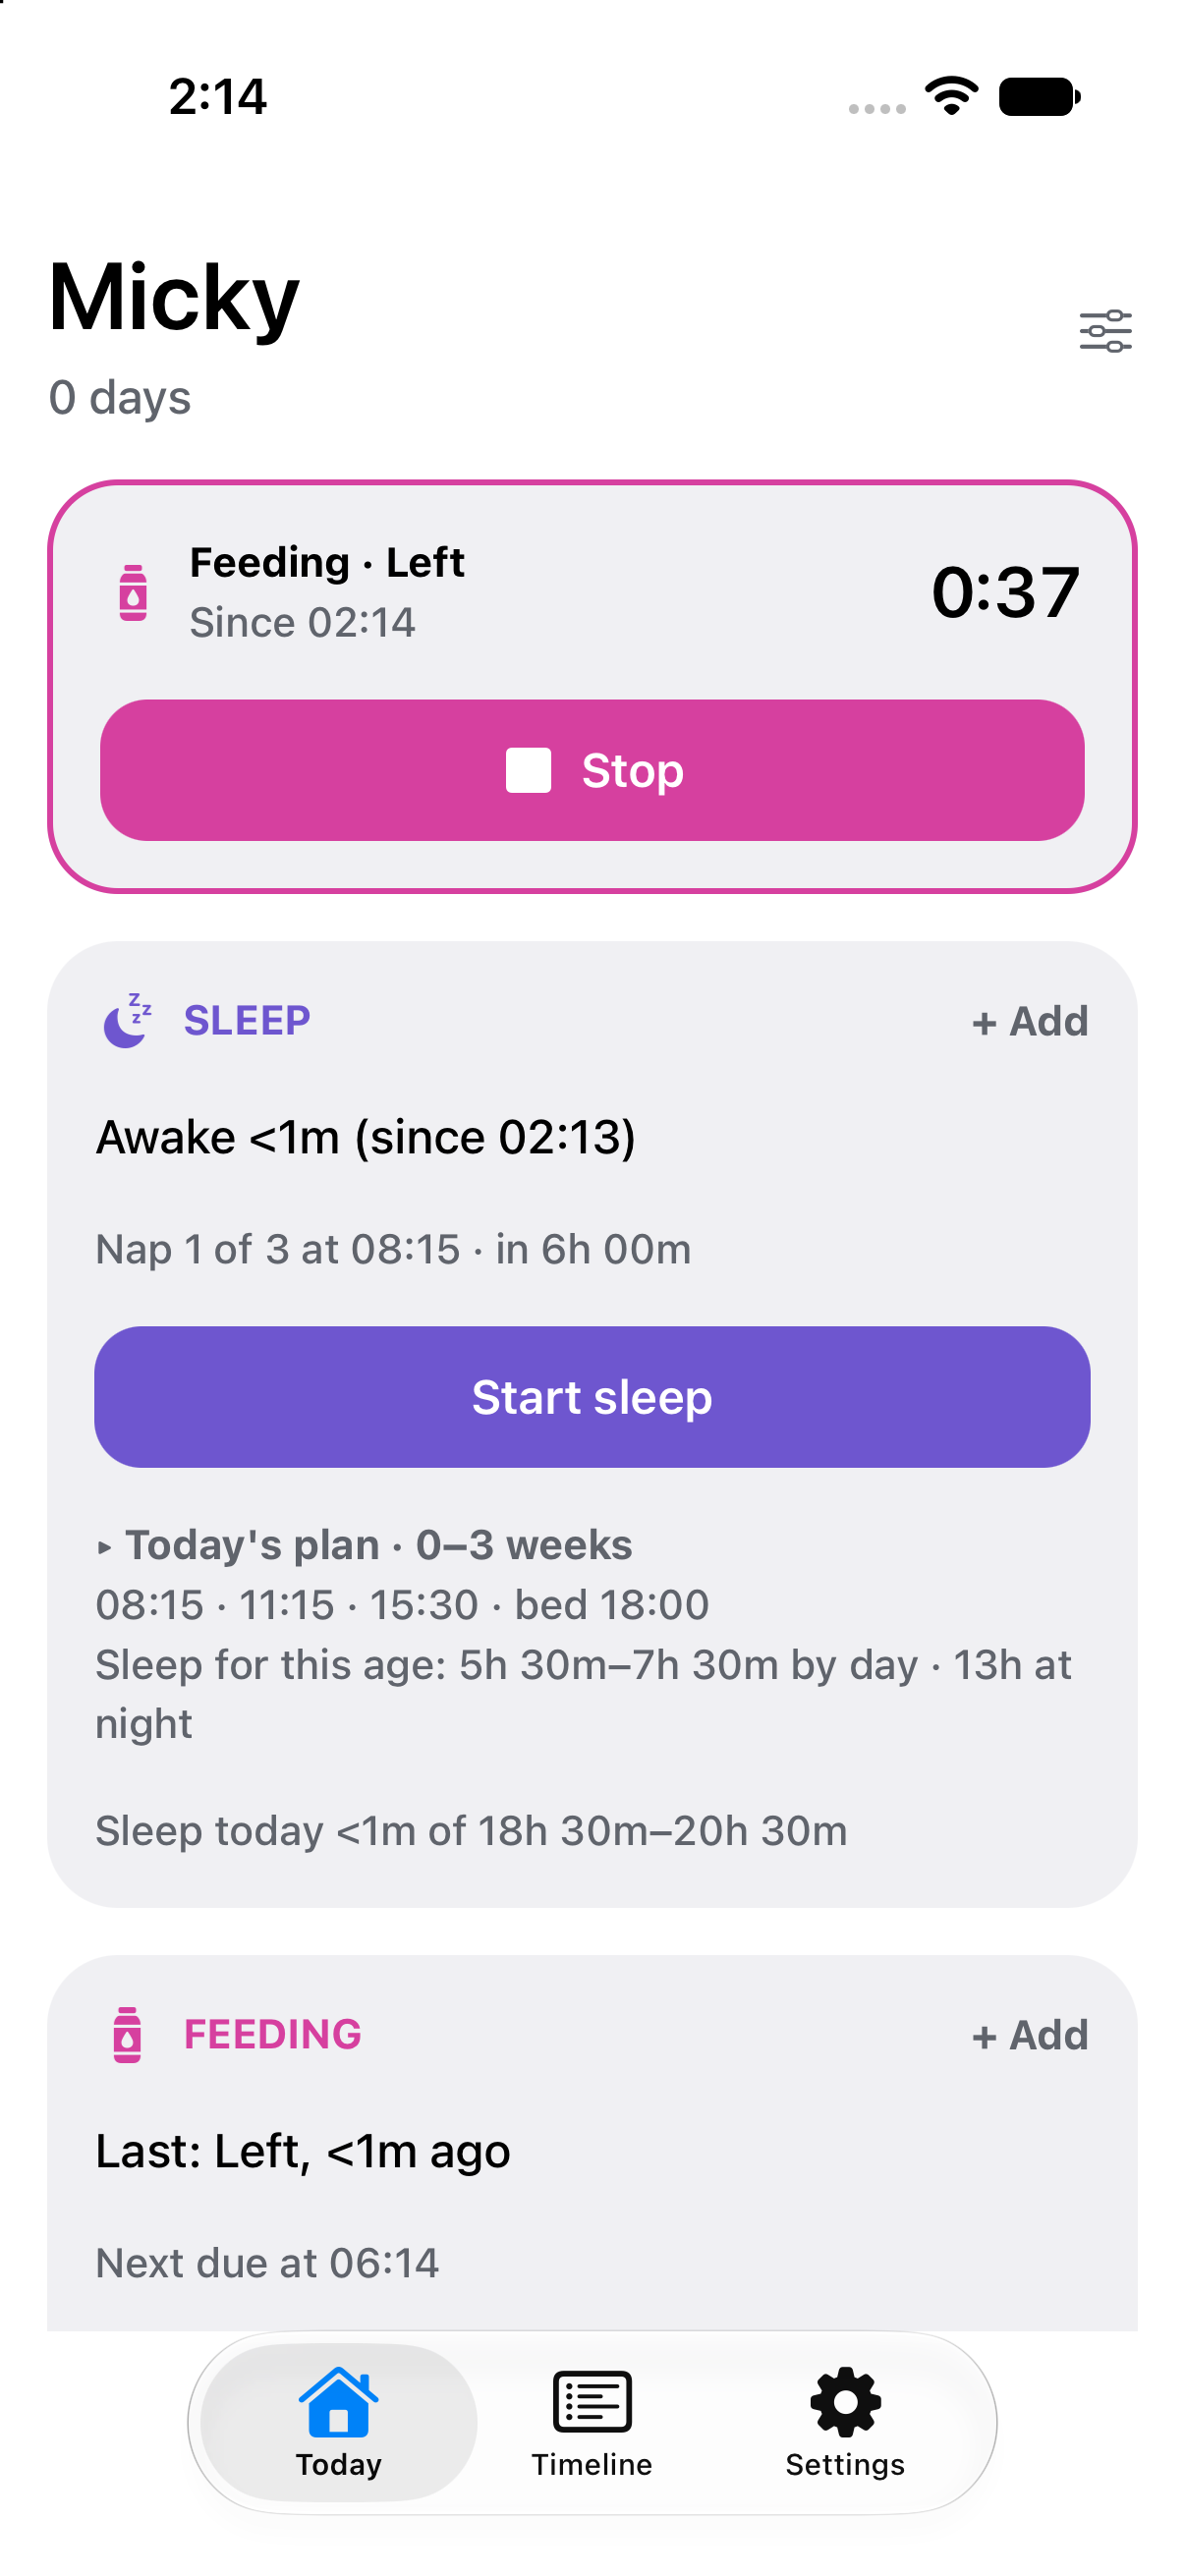 2:14
Micky
0 days
Feeding · Left
Since 02:14
0:37
Stop
SLEEP
+ Add
Awake <1m (since 02:13)
Nap 1 of 3 at 08:15 · in 6h 00m
Start sleep
▸ Today's plan · 0–3 weeks
08:15 · 11:15 · 15:30 · bed 18:00
Sleep for this age: 5h 30m–7h 30m by day · 13h at
night
Sleep today <1m of 18h 30m–20h 30m
FEEDING
+ Add
Last: Left, <1m ago
Next due at 06:14
Today
Timeline
Settings